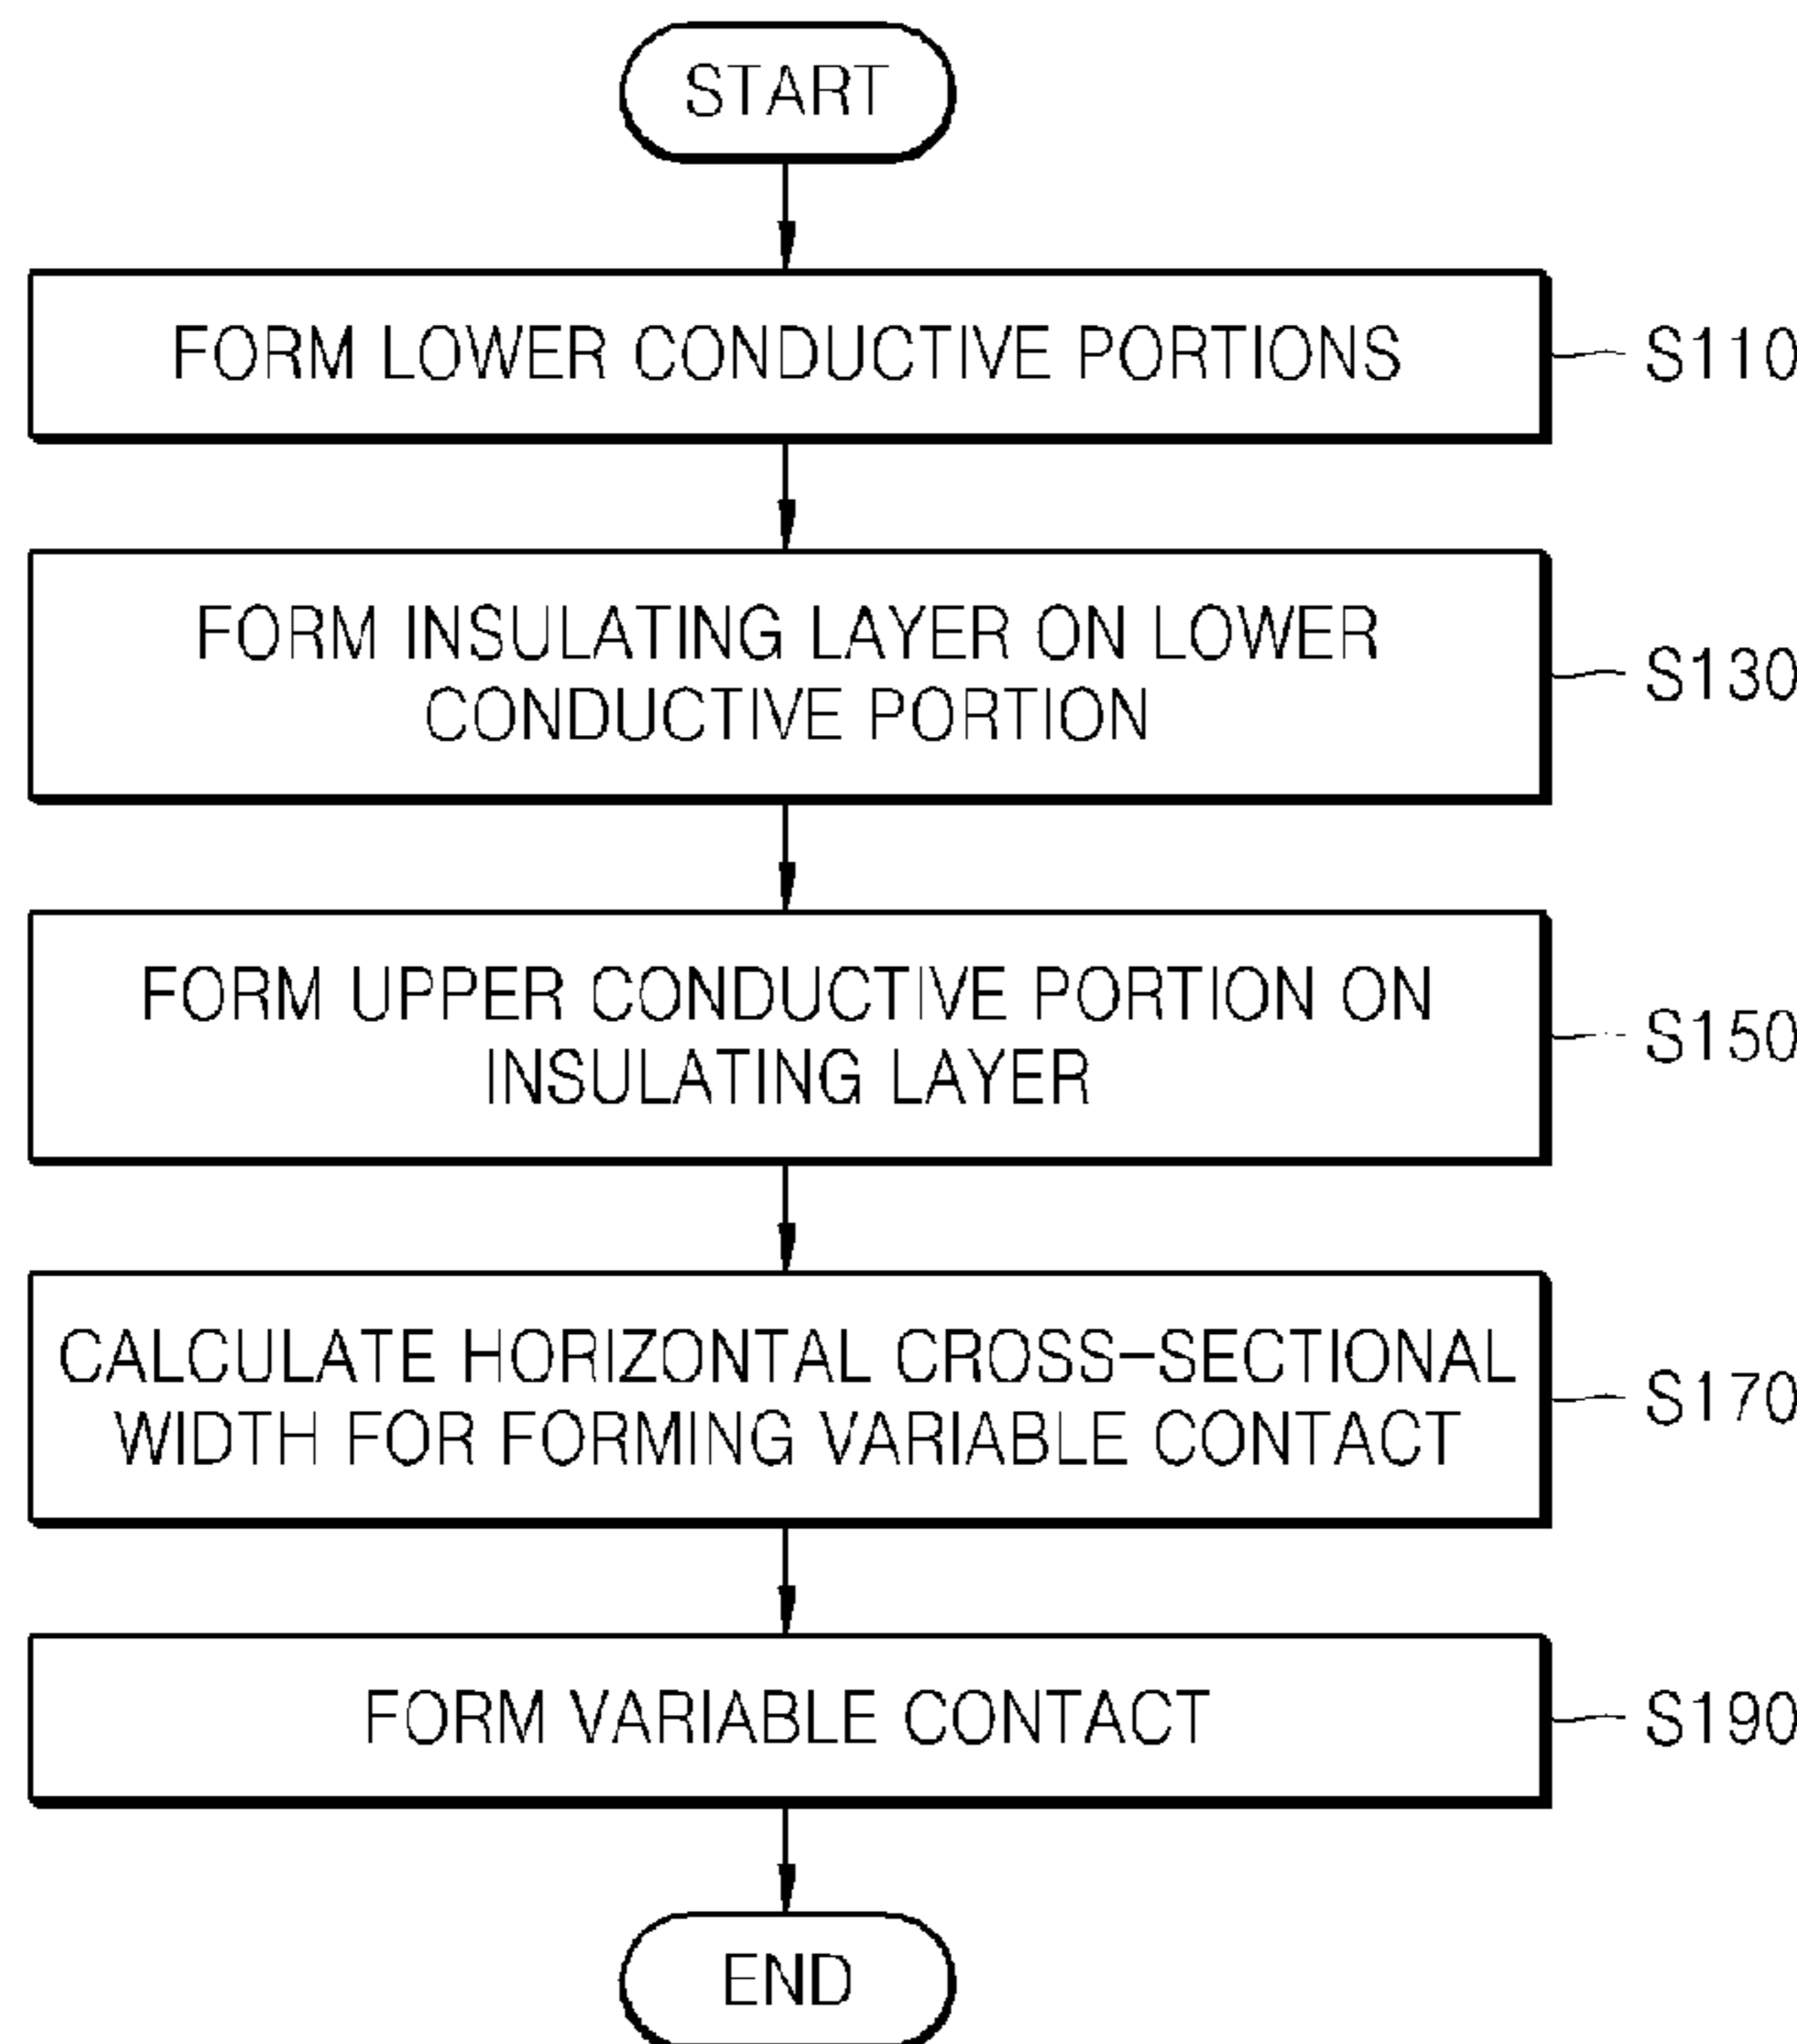 START
FORM LOWER CONDUCTIVE PORTIONS
S110
FORM INSULATING LAYER ON LOWER
CONDUCTIVE PORTION
S130
FORM UPPER CONDUCTIVE PORTION ON
INSULATING LAYER
S150
CALCULATE HORIZONTAL CROSS-SECTIONAL
WIDTH FOR FORMING VARIABLE CONTACT
S170
FORM VARIABLE CONTACT
S190
END